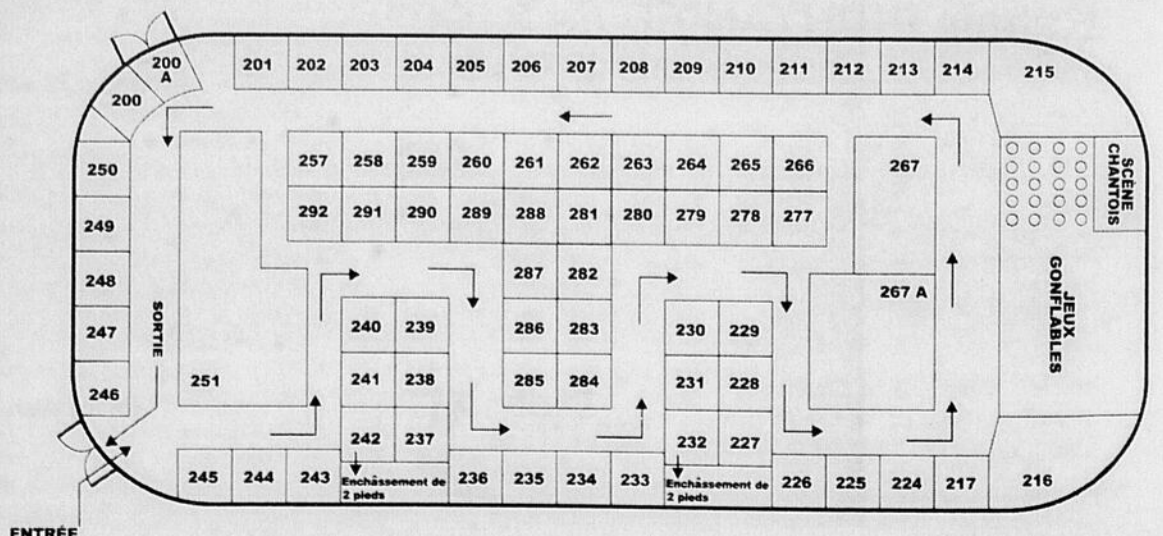 200
A
201 202 203 204 205 206 207 208 209 210 211 212 213 214 215
200
250 257 258 259 260 261 262 263 264 265 266 267
SCÈNE
CHANTOIS
249 292 291 290 289 288 281 280 279 278 277
248 287 282 267 A
JEUX
GONFLABLES
SORTIE
247 240 239 286 283 230 229
246 251 241 238 285 284 231 228
242 237 232 227
245 244 243 Enchâssement de
2 pieds
236 235 234 233 Enchâssement de
2 pieds
226 225 224 217 216
ENTRÉE